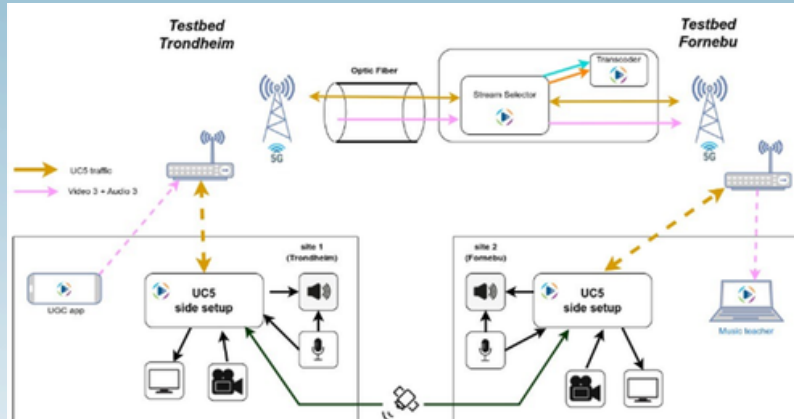 Testbed
Trondheim
Testbed
Fornebu
Optic Fiber
Transcoder
Stream Selector
5G
5G
UC5 traffic
Video 3 + Audio 3
site 1
(Trondheim)
site 2
(Fornebu)
UGC app
UC5
side setup
UC5
side setup
Music teacher